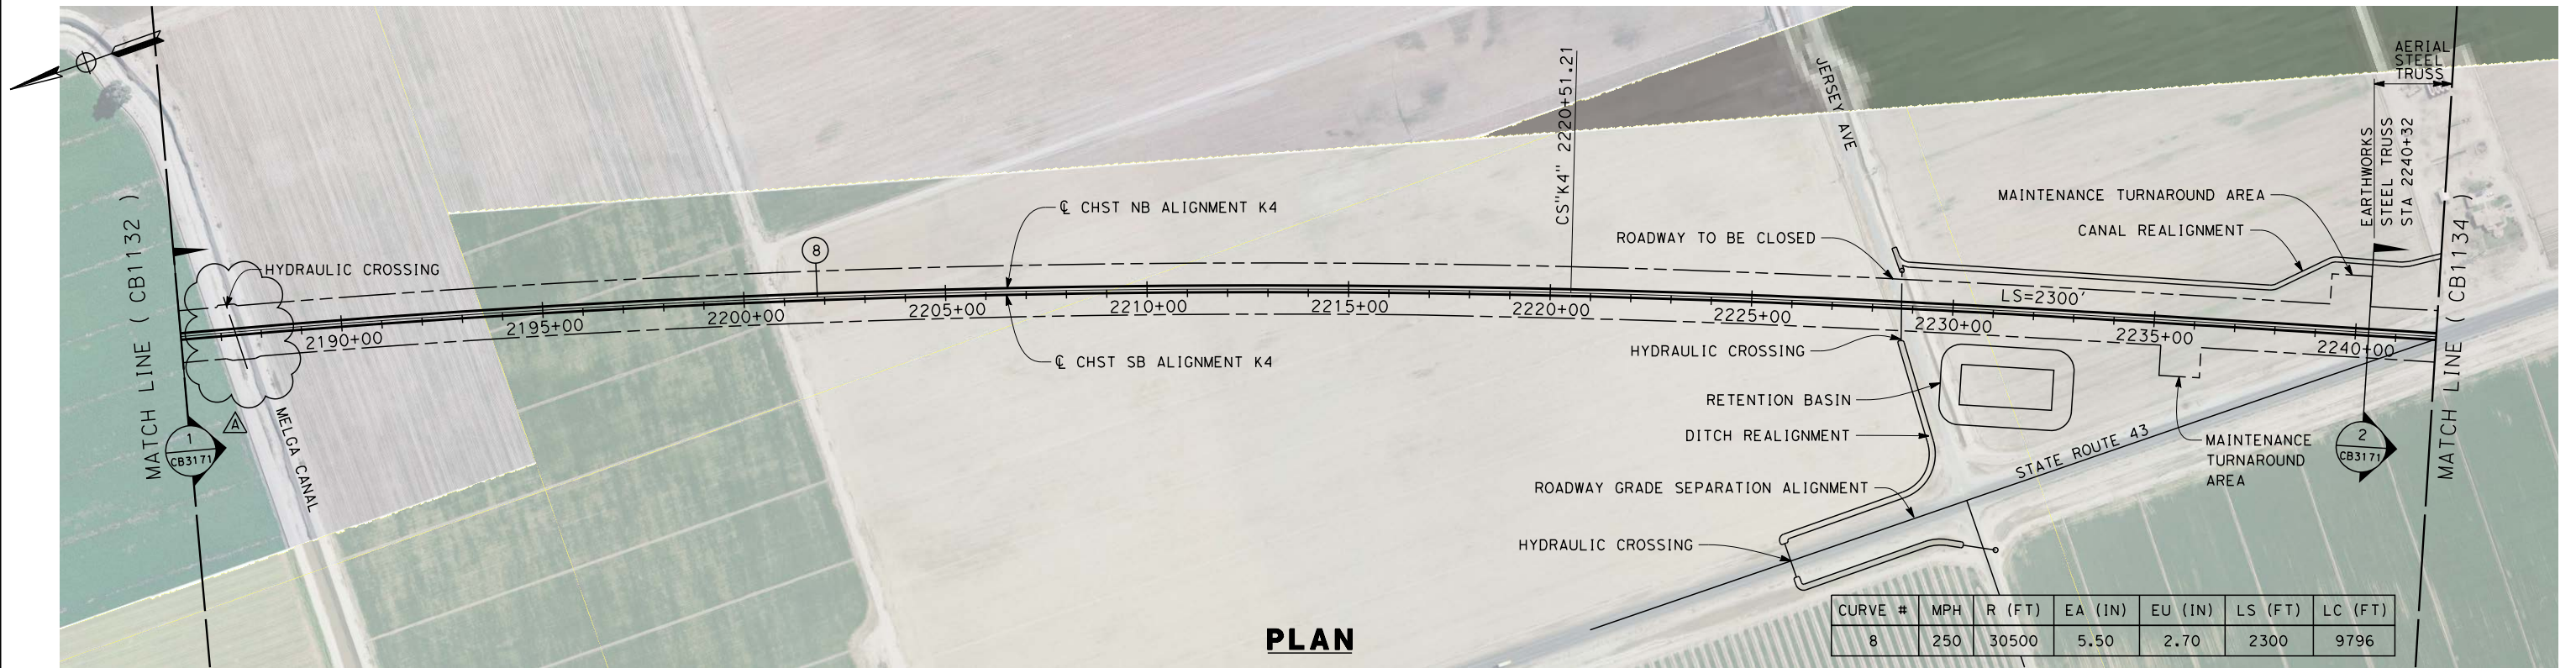 AERIAL
STEEL
TRUSS
JERSEY AVE
CS"K4" 2220+51.21
EARTHWORKS
STEEL TRUSS
STA 2240+32
MATCH LINE ( CB1132 )
MATCH LINE ( CB1134 )
MAINTENANCE TURNAROUND AREA
℄ CHST NB ALIGNMENT K4
CANAL REALIGNMENT
ROADWAY TO BE CLOSED
8
HYDRAULIC CROSSING
LS=2300'
2190+00
2195+00
2200+00
2205+00
2210+00
2215+00
2220+00
2225+00
2230+00
2235+00
2240+00
℄ CHST SB ALIGNMENT K4
HYDRAULIC CROSSING
RETENTION BASIN
DITCH REALIGNMENT
A
MELGA CANAL
1
CB3171
STATE ROUTE 43
MAINTENANCE
TURNAROUND
AREA
2
CB3171
ROADWAY GRADE SEPARATION ALIGNMENT
HYDRAULIC CROSSING
CURVE # MPH R (FT) EA (IN) EU (IN) LS (FT) LC (FT)
8 250 30500 5.50 2.70 2300 9796
PLAN